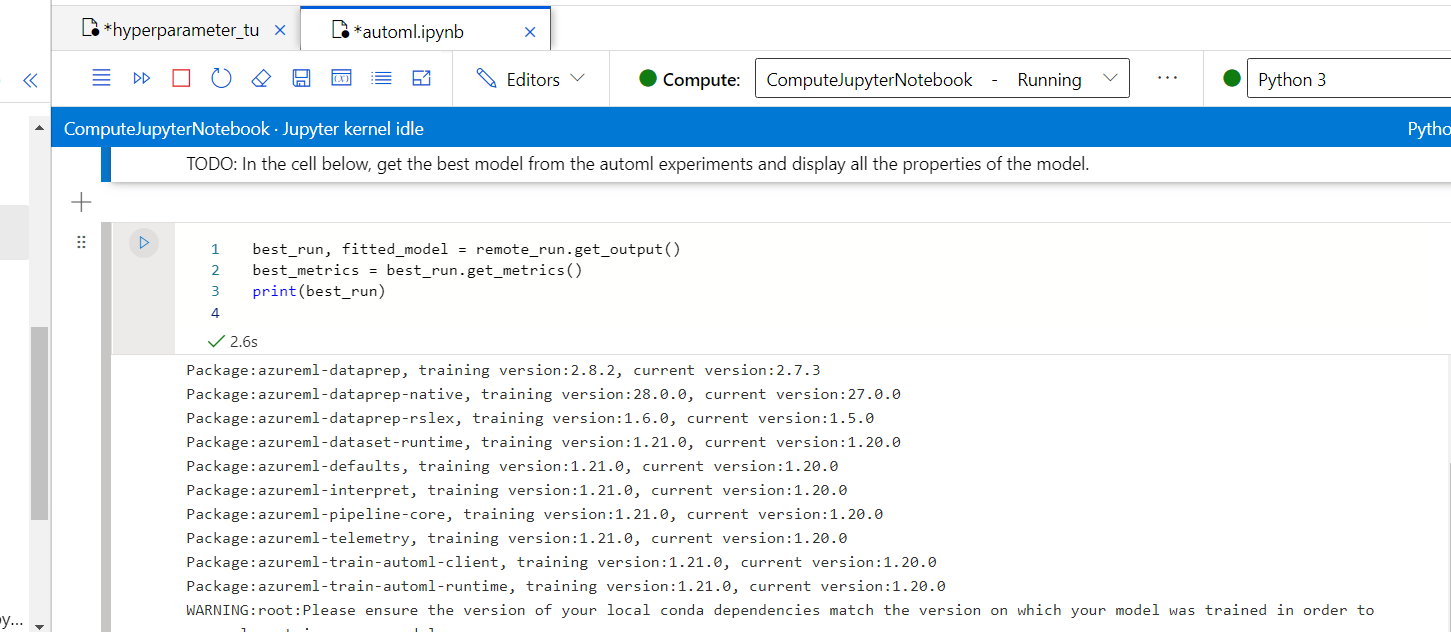 *hyperparameter_tu
*automl.ipynb
Editors
Compute:
ComputeJupyterNotebook - Running
Python 3
ComputeJupyterNotebook · Jupyter kernel idle
TODO: In the cell below, get the best model from the automl experiments and display all the properties of the model.
1 best_run, fitted_model = remote_run.get_output()
2 best_metrics = best_run.get_metrics()
3 print(best_run)
4
2.6s
Package:azureml-dataprep, training version:2.8.2, current version:2.7.3
Package:azureml-dataprep-native, training version:28.0.0, current version:27.0.0
Package:azureml-dataprep-rslex, training version:1.6.0, current version:1.5.0
Package:azureml-dataset-runtime, training version:1.21.0, current version:1.20.0
Package:azureml-defaults, training version:1.21.0, current version:1.20.0
Package:azureml-interpret, training version:1.21.0, current version:1.20.0
Package:azureml-pipeline-core, training version:1.21.0, current version:1.20.0
Package:azureml-telemetry, training version:1.21.0, current version:1.20.0
Package:azureml-train-automl-client, training version:1.21.0, current version:1.20.0
Package:azureml-train-automl-runtime, training version:1.21.0, current version:1.20.0
WARNING:root:Please ensure the version of your local conda dependencies match the version on which your model was trained in order to